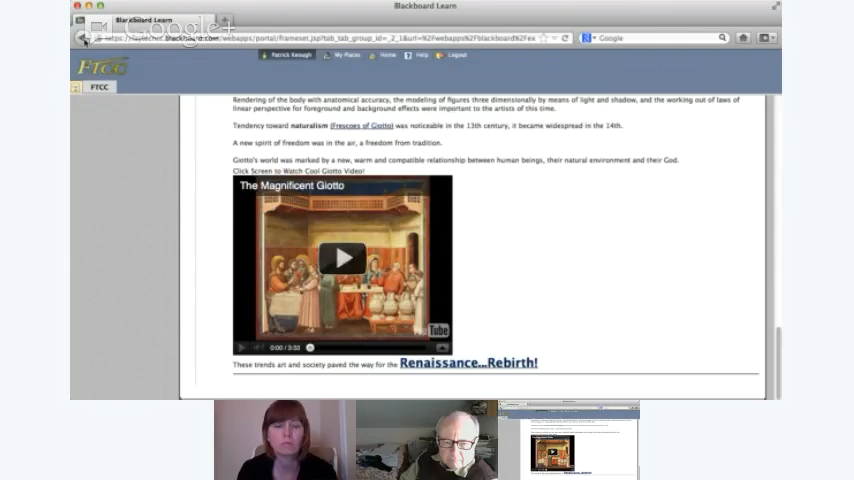 Blackboard Learn
Blackboard Learn
Google+
Google
Patrick Keough My Places Home Help Logout
FTCC
FTCC
Rendering of the body with anatomical accuracy, the modeling of figures three dimensionally by means of light and shadow, and the working out of laws of
linear perspective for foreground and background effects were important to the artists of this time.
Tendency toward naturalism (Frescoes of Giotto) was noticeable in the 13th century, it became widespread in the 14th.
A new spirit of freedom was in the air, a freedom from tradition.
Giotto's world was marked by a new, warm and compatible relationship between human beings, their natural environment and their God.
Click Screen to Watch Cool Giotto Video!
The Magnificent Giotto
You Tube
0:00 / 3:53
These trends art and society paved the way for the Renaissance...Rebirth!